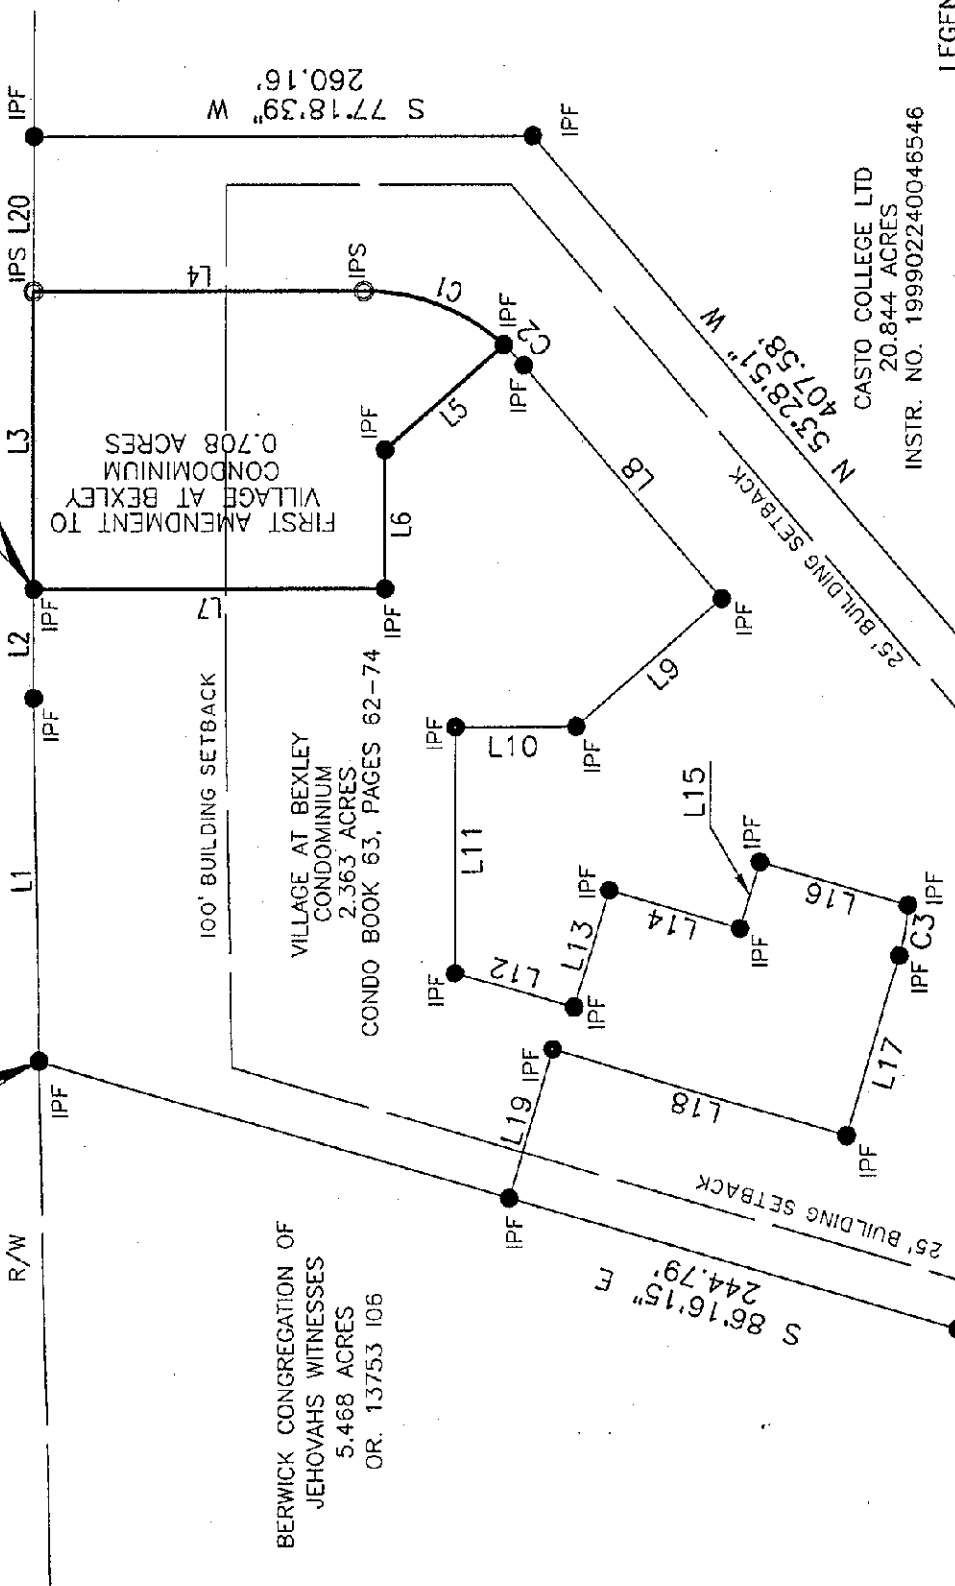 R/W
L1
L2
L3
IPS
L20
IPF
IPF
IPF
IPF
100' BUILDING SETBACK
L7
FIRST AMENDMENT TO
VILLAGE AT BEXLEY
CONDOMINIUM
0.708 ACRES
L4
IPS
C1
S 77°18'39" W
260.16'
IPF
IPF
C2
IPF
L5
IPF
L6
IPF
L8
VILLAGE AT BEXLEY
CONDOMINIUM
2.363 ACRES
CONDO BOOK 63, PAGES 62-74
IPF
L9
IPF
L10
IPF
L11
IPF
L12
IPF
L13
IPF
L14
IPF
L15
IPF
L16
IPF
C3
IPF
L17
IPF
L18
IPF
L19
IPF
25' BUILDING SETBACK
25' BUILDING SETBACK
S 86°16'15" E
244.79'
N 53°28'51" W
407.58'
BERWICK CONGREGATION OF
JEHOVAHS WITNESSES
5.468 ACRES
OR. 13753 I06
CASTO COLLEGE LTD
20.844 ACRES
INSTR. NO. 199902240046546
LEGEN